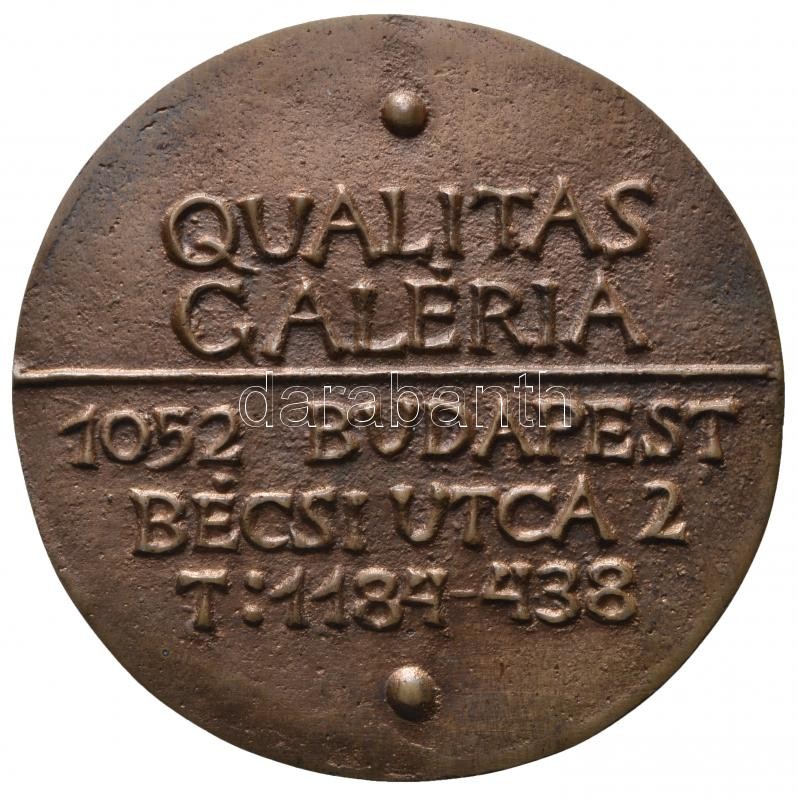 QUALITAS
GALÉRIA
darabanth
1052 BUDAPEST
BÉCSI UTCA 2
T:1184-438